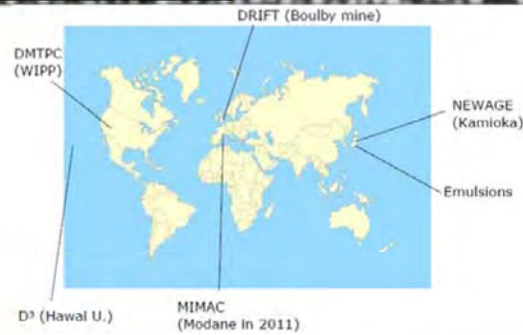 DRIFT (Boulby mine)
DMTPC
(WIPP)
NEWAGE
(Kamioka)
Emulsions
D³ (Hawai U.)
MIMAC
(Modane in 2011)